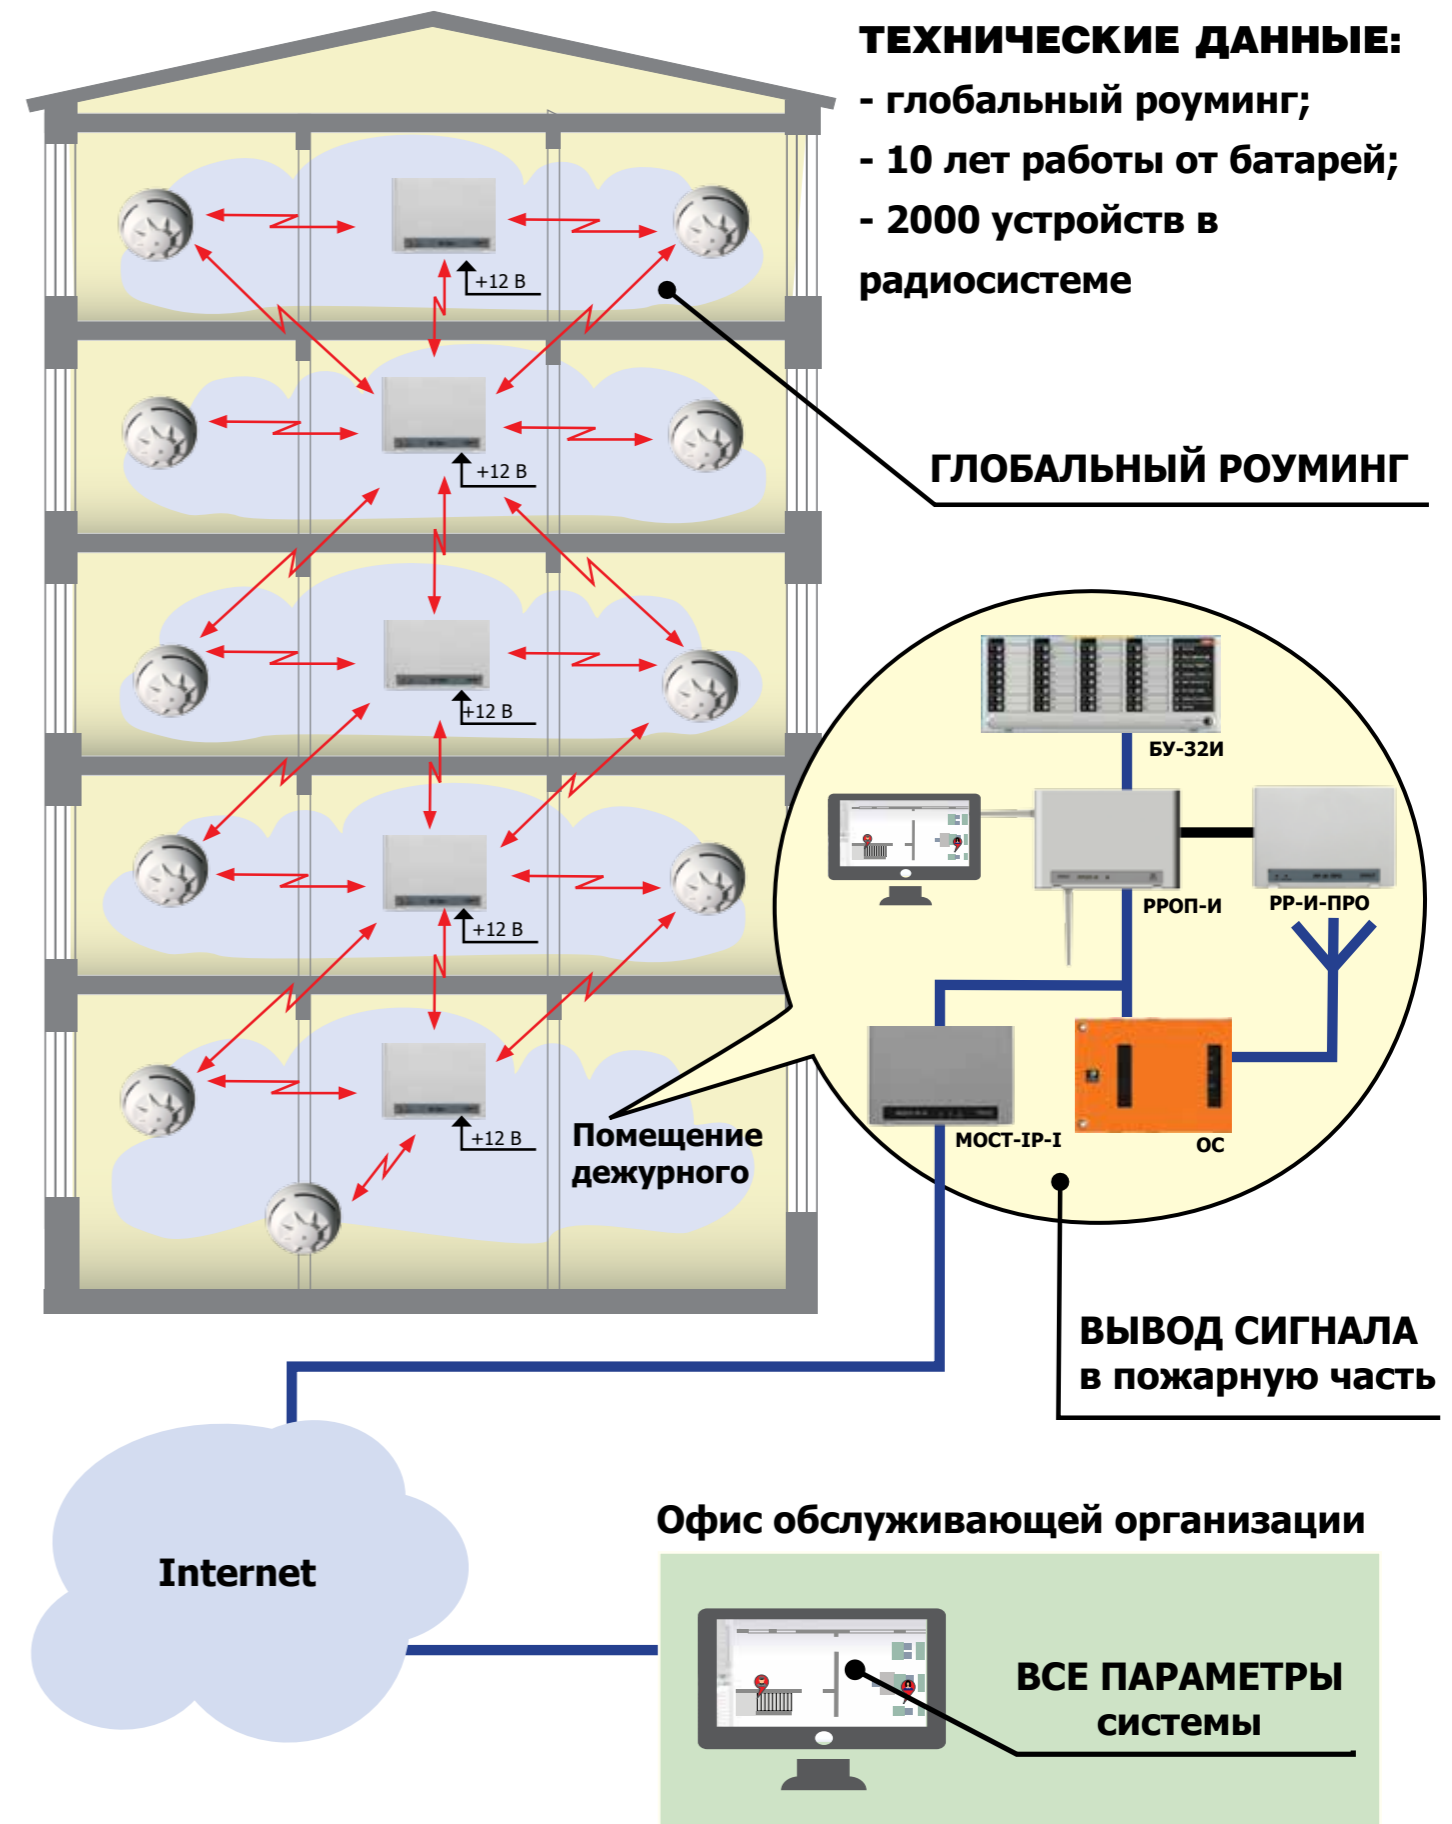 ТЕХНИЧЕСКИЕ ДАННЫЕ:
- глобальный роуминг;
- 10 лет работы от батарей;
- 2000 устройств в
радиосистеме
+12 В
+12 В
ГЛОБАЛЬНЫЙ РОУМИНГ
+12 В
БУ-32И
РРОП-И
РР-И-ПРО
+12 В
+12 В
Помещение
дежурного
МОСТ-IP-I
ОС
ВЫВОД СИГНАЛА
в пожарную часть
Internet
Офис обслуживающей организации
ВСЕ ПАРАМЕТРЫ
системы